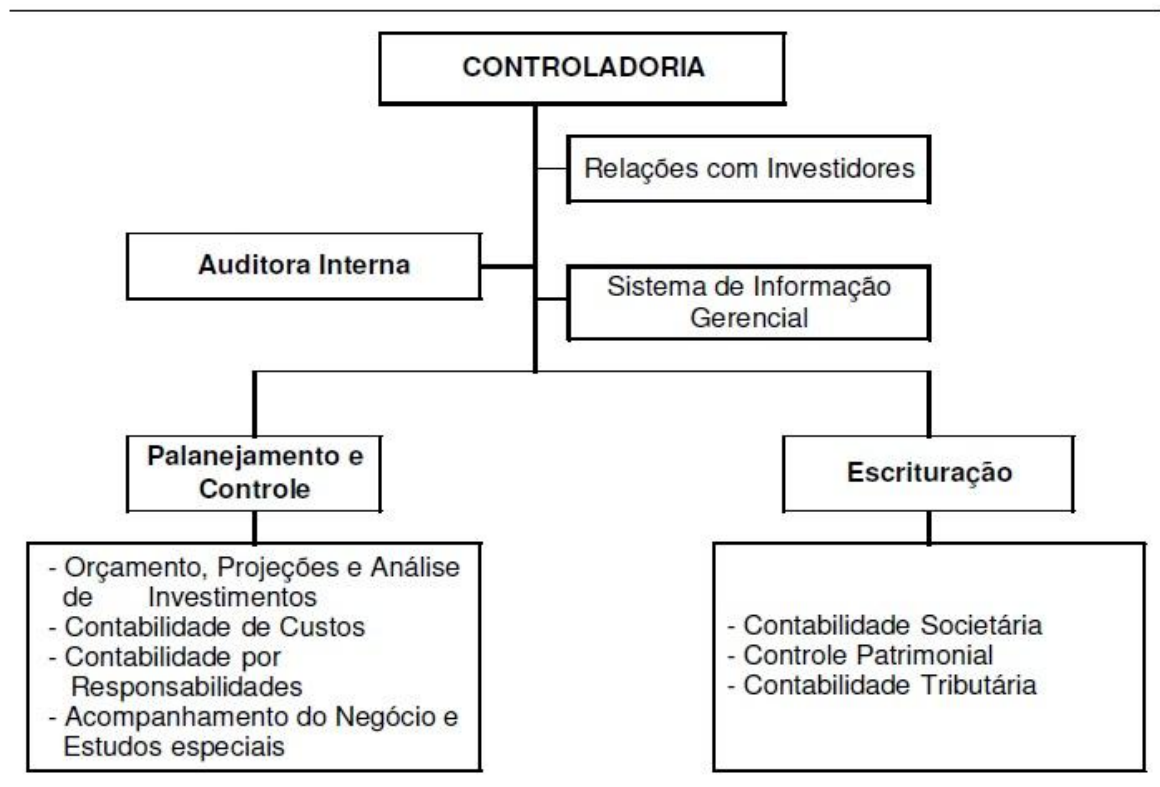 CONTROLADORIA
Relações com Investidores
Auditora Interna
Sistema de Informação
Gerencial
Palanejamento e
Controle
Escrituração
- Orçamento, Projeções e Análise
de Investimentos
- Contabilidade de Custos
- Contabilidade por
Responsabilidades
- Acompanhamento do Negócio e
Estudos especiais
- Contabilidade Societária
- Controle Patrimonial
- Contabilidade Tributária